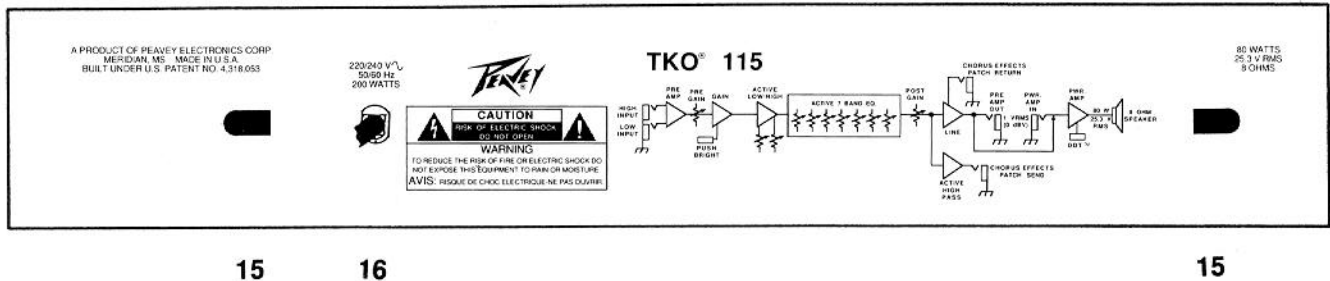 A PRODUCT OF PEAVEY ELECTRONICS CORP.
MERIDIAN, MS MADE IN U.S.A.
BUILT UNDER U.S. PATENT NO. 4,318,053
220/240 V
50/60 Hz
200 WATTS
PEAVEY
®
CAUTION
RISK OF ELECTRIC SHOCK
DO NOT OPEN
WARNING
TO REDUCE THE RISK OF FIRE OR ELECTRIC SHOCK DO
NOT EXPOSE THIS EQUIPMENT TO RAIN OR MOISTURE
AVIS: RISQUE DE CHOC ELECTRIQUE-NE PAS OUVRIR.
TKO® 115
HIGH
INPUT
LOW
INPUT
PRE
AMP
PRE
GAIN
GAIN
PUSH
BRIGHT
ACTIVE
LOW-HIGH
ACTIVE 7 BAND EQ.
POST
GAIN
CHORUS EFFECTS
PATCH RETURN
LINE
PRE
AMP
OUT
1 VRMS
(0 dBV)
PWR.
AMP
IN
PWR.
AMP
DDT
80 W
25.3 V
RMS
8 OHM
SPEAKER
ACTIVE
HIGH
PASS
CHORUS EFFECTS
PATCH SEND
80 WATTS
25.3 V RMS
8 OHMS
15
16
15